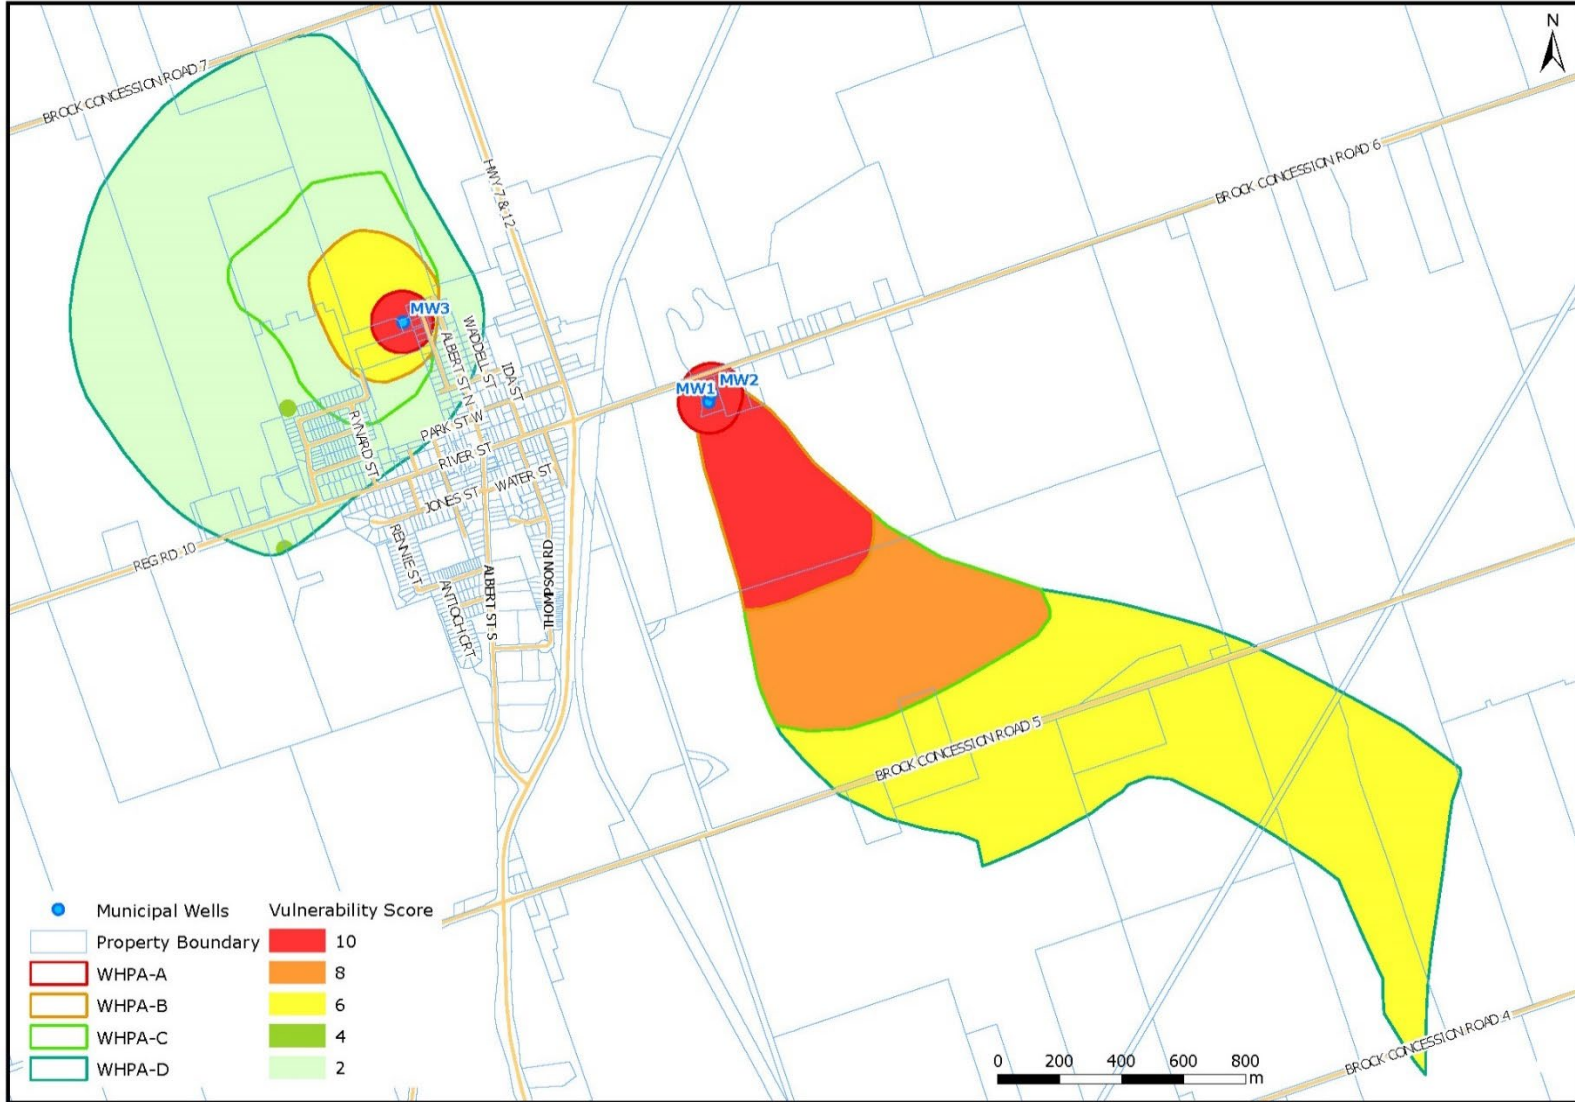 N
BROCK CONCESSION ROAD 7
HWY 7 & 12
BROCK CONCESSION ROAD 6
MW3
WADDELL ST
ALBERT ST N
IDA ST
MW2
MW1
PARK ST W
RYNARD ST
RIVER ST
WATER ST
JONES ST
REG RD 10
RENNIE ST
THOMPSON RD
ALBERT ST S
ANTIOCH CRT
BROCK CONCESSION ROAD 5
BROCK CONCESSION ROAD 4
Municipal Wells
Property Boundary
WHPA-A
WHPA-B
WHPA-C
WHPA-D
Vulnerability Score
10
8
6
4
2
0 200 400 600 800
m